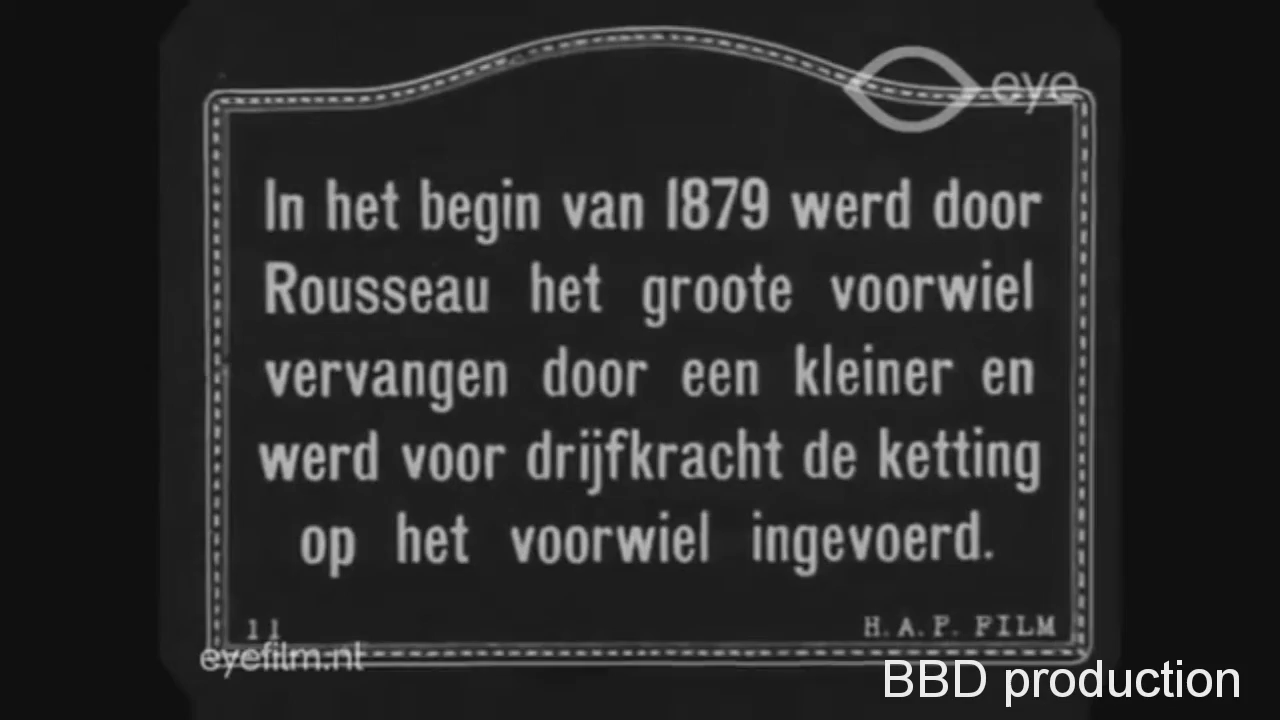 eye
In het begin van 1879 werd door
Rousseau het groote voorwiel
vervangen door een kleiner en
werd voor drijfkracht de ketting
op het voorwiel ingevoerd.
11
H.A.F. FILM
eyefilm.nl
BBD production